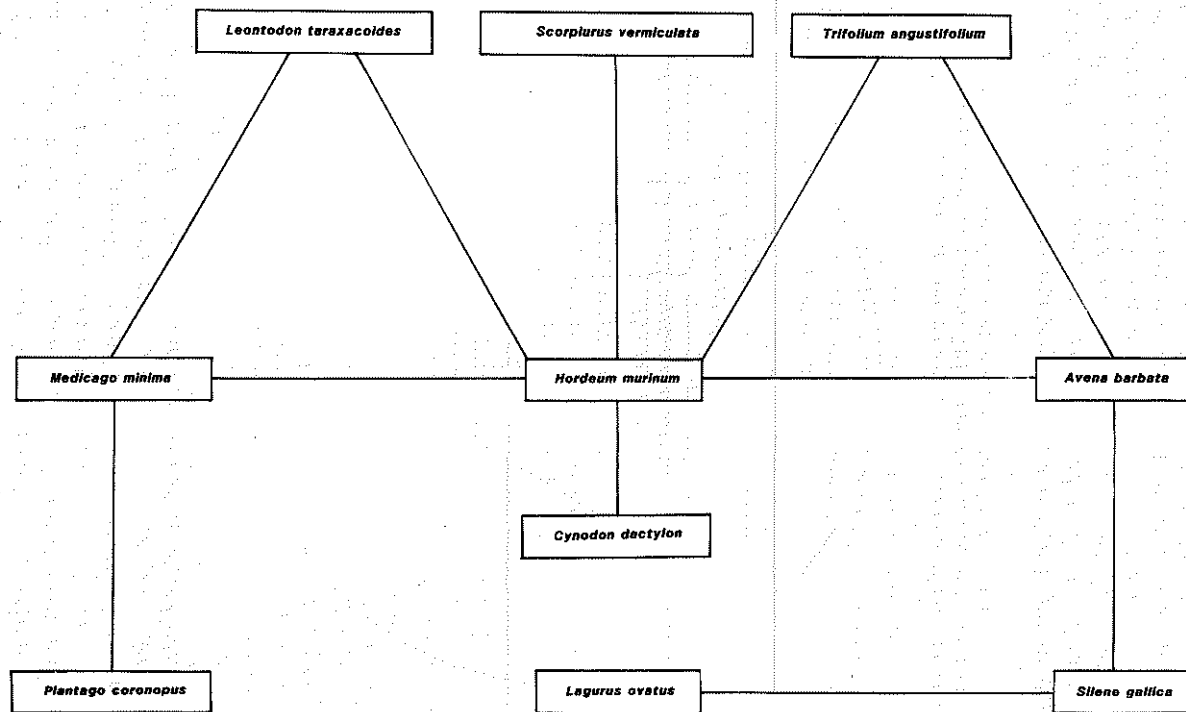 Leontodon taraxacoides
Scorpiurus vermiculata
Trifolium angustifolium
Medicago minima
Hordeum murinum
Avena barbata
Cynodon dactylon
Plantago coronopus
Lagurus ovatus
Silene gallica